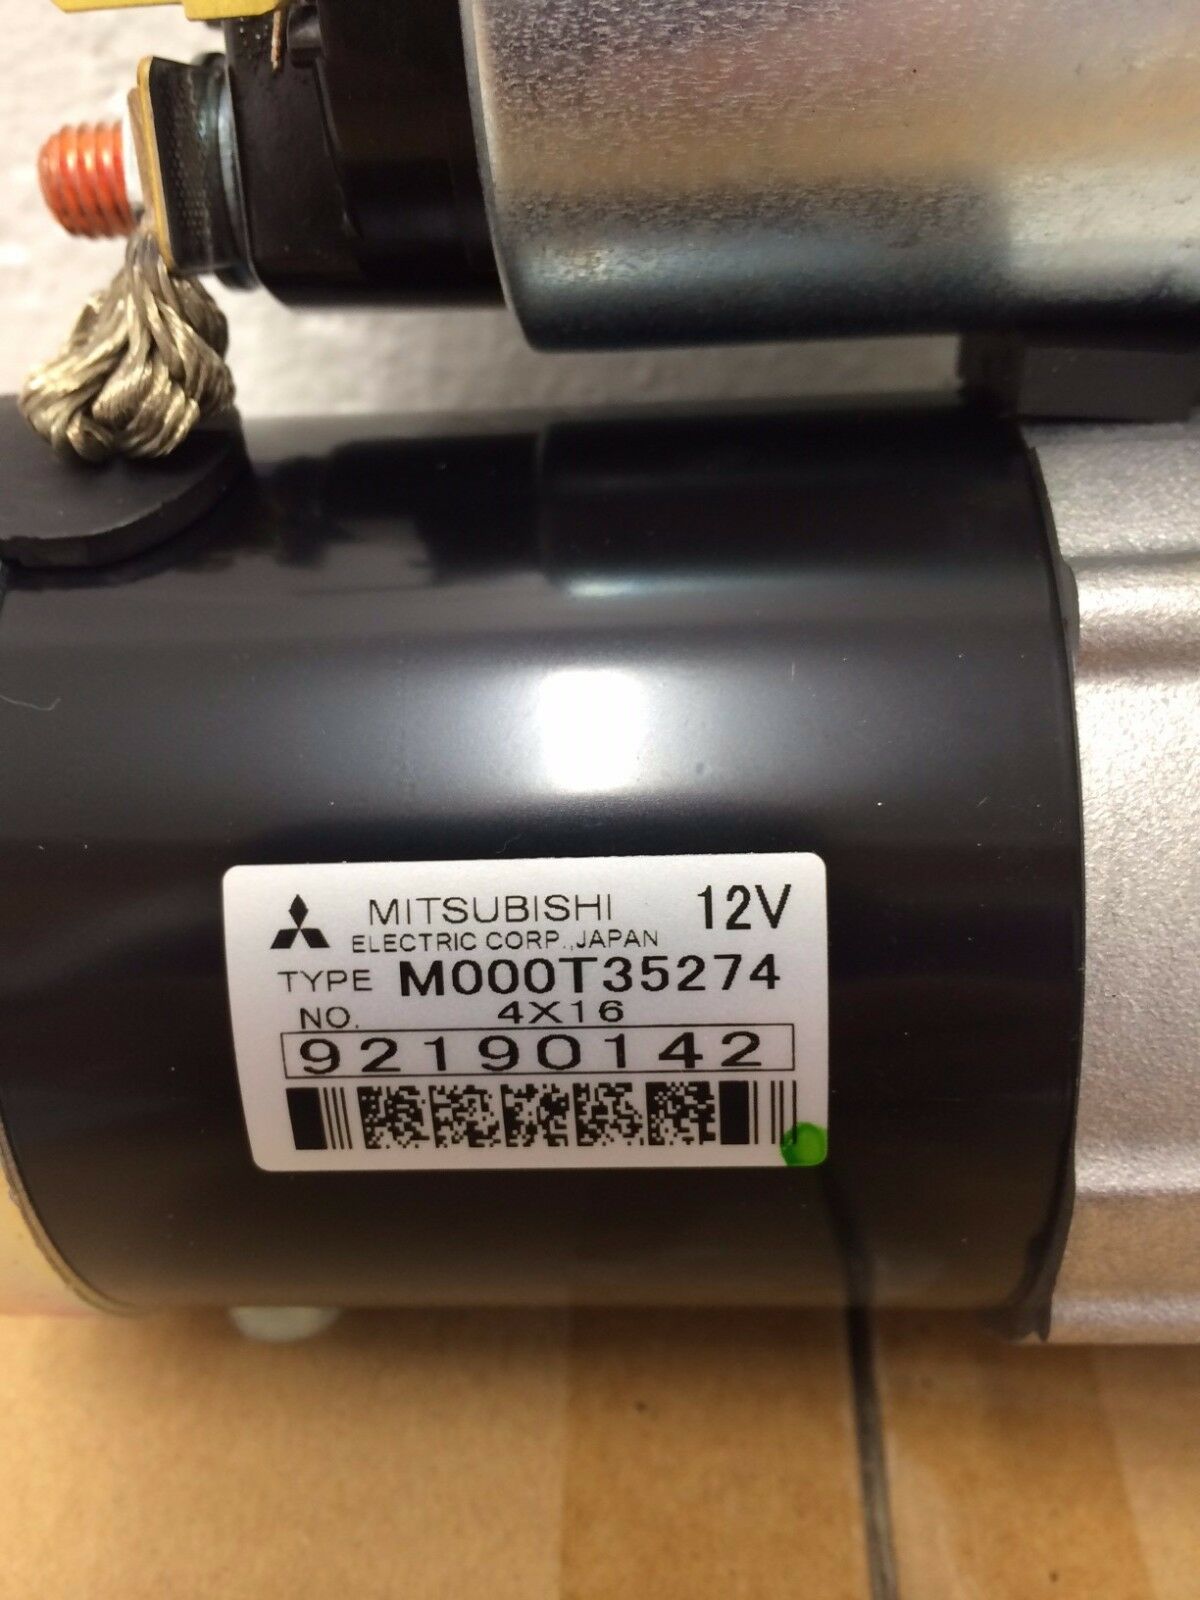 MITSUBISHI 12V
ELECTRIC CORP., JAPAN
TYPE M000T35274
NO. 4X16
92190142